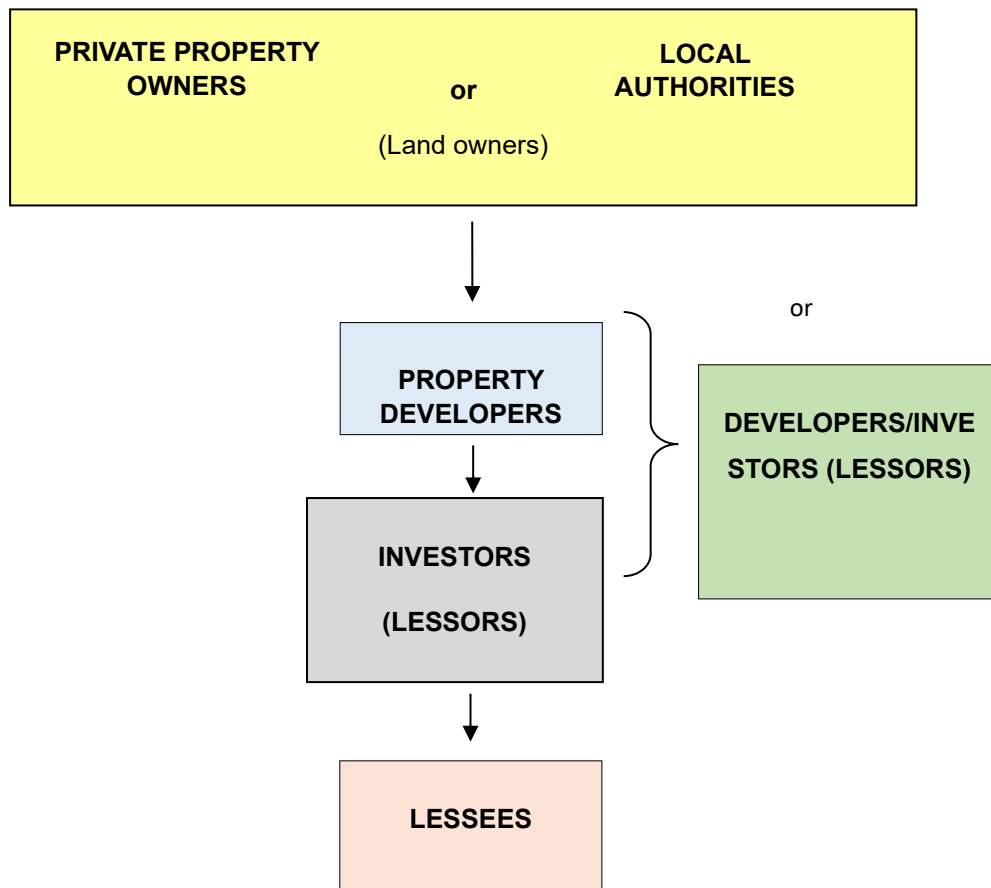 PRIVATE PROPERTY
OWNERS
or
LOCAL
AUTHORITIES
(Land owners)
or
PROPERTY
DEVELOPERS
DEVELOPERS/INVE
STORS (LESSORS)
INVESTORS
(LESSORS)
LESSEES